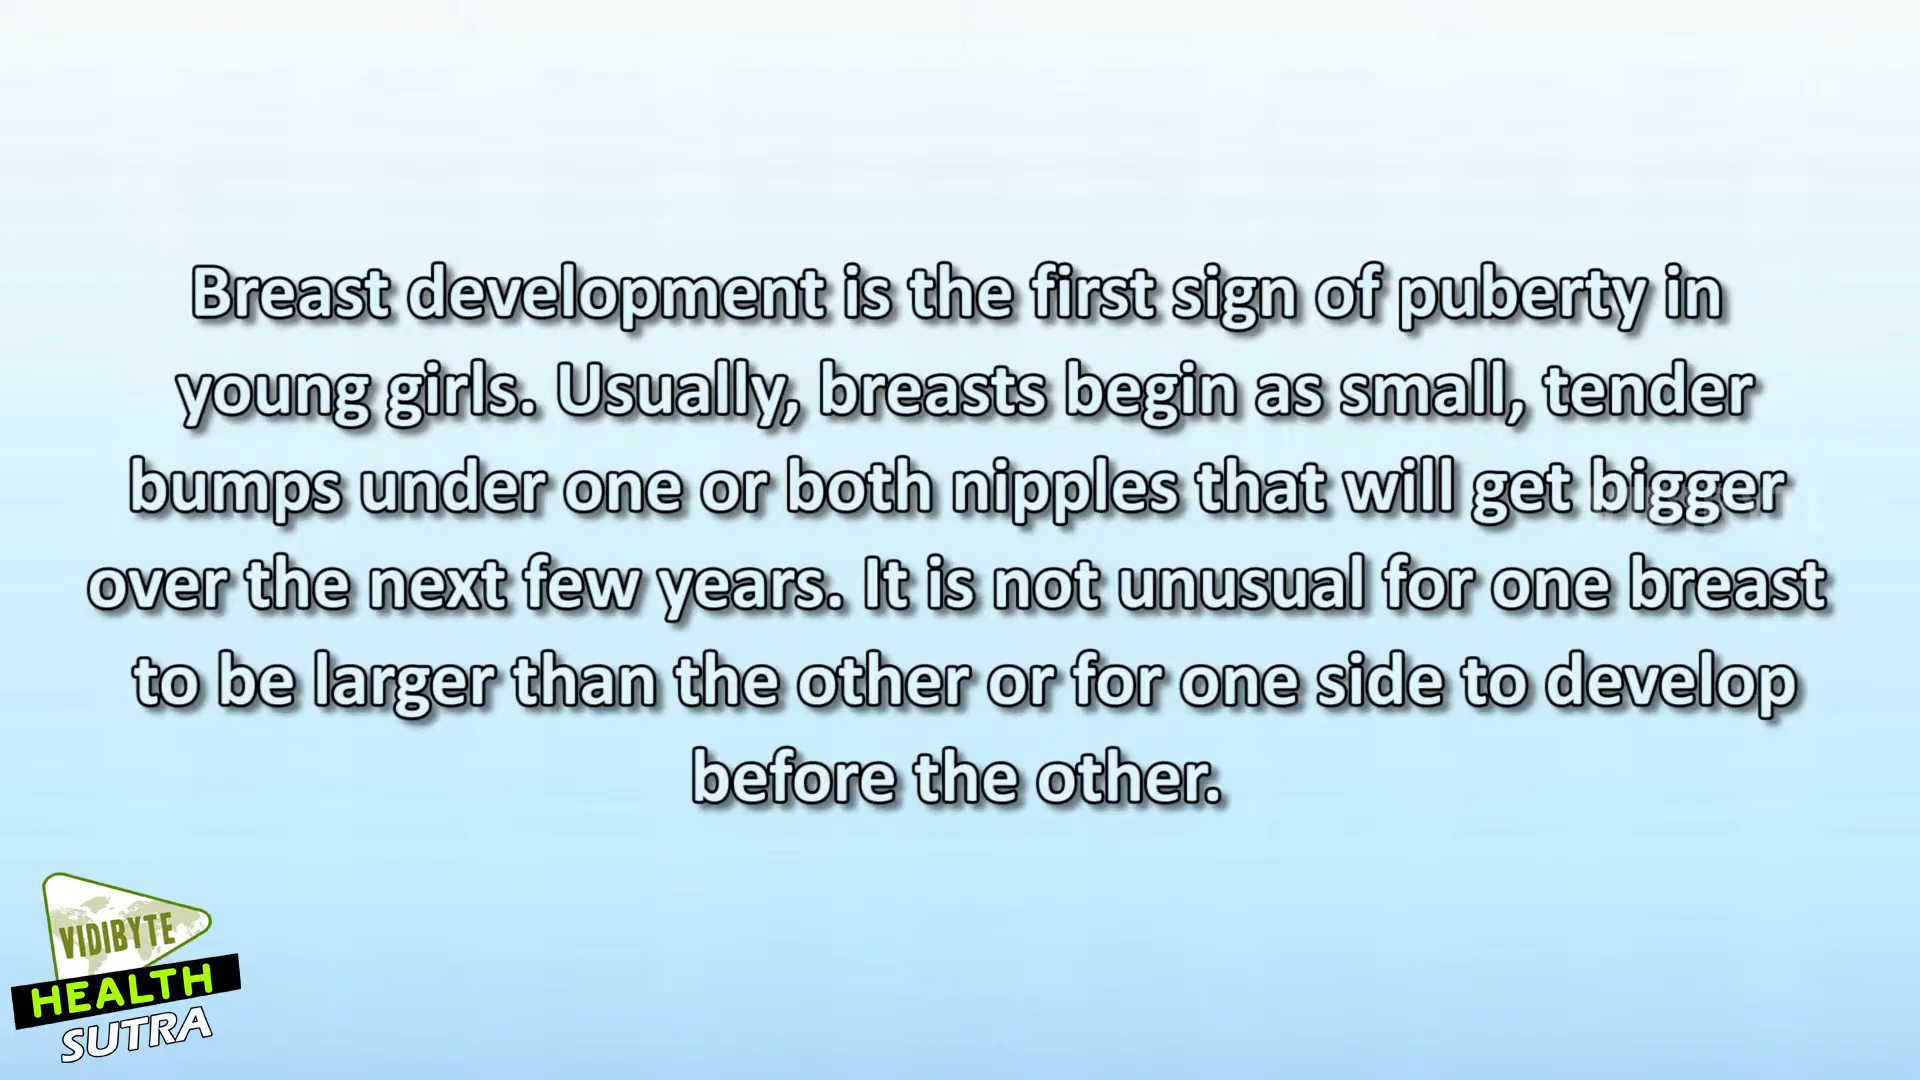 Breast development is the first sign of puberty in
young girls. Usually, breasts begin as small, tender
bumps under one or both nipples that will get bigger
over the next few years. It is not unusual for one breast
to be larger than the other or for one side to develop
before the other.
VIDIBYTE
HEALTH
SUTRA